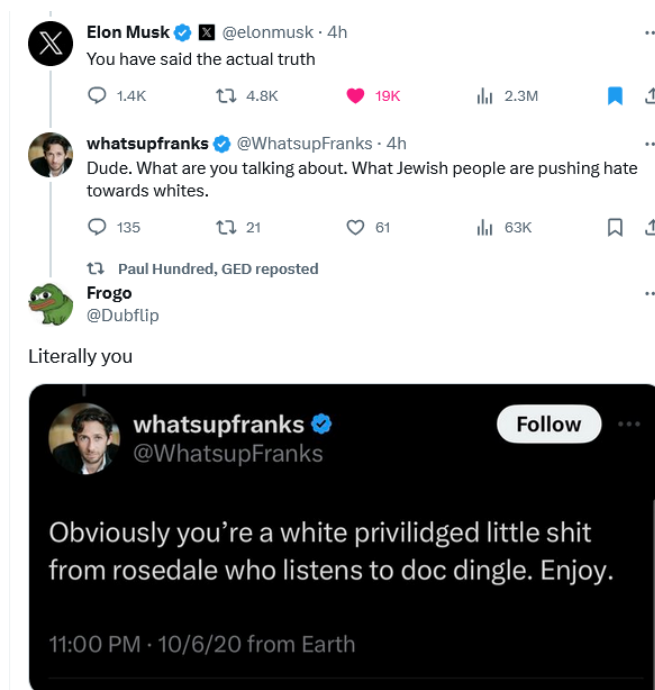 Elon Musk @elonmusk · 4h
You have said the actual truth
1.4K 4.8K 19K 2.3M
whatsupfranks @WhatsupFranks · 4h
Dude. What are you talking about. What Jewish people are pushing hate
towards whites.
135 21 61 63K
Paul Hundred, GED reposted
Frogo
@Dubflip
Literally you
whatsupfranks
@WhatsupFranks
Follow
Obviously you're a white privilidged little shit
from rosedale who listens to doc dingle. Enjoy.
11:00 PM · 10/6/20 from Earth